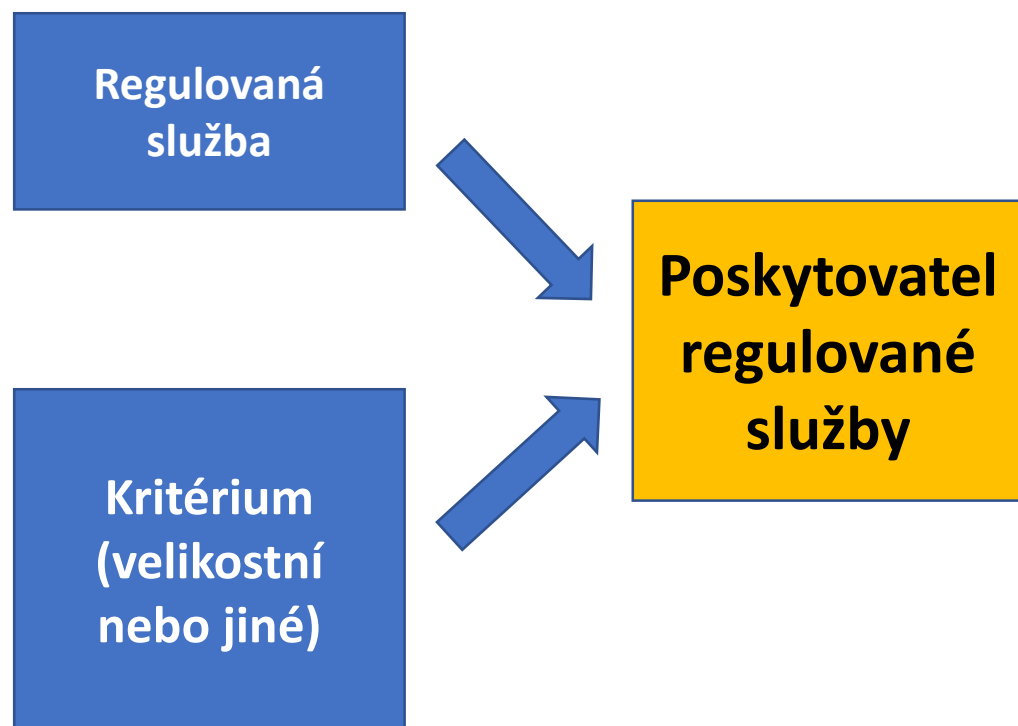 Regulovaná
služba
Poskytovatel
regulované
služby
Kritérium
(velikostní
nebo jiné)